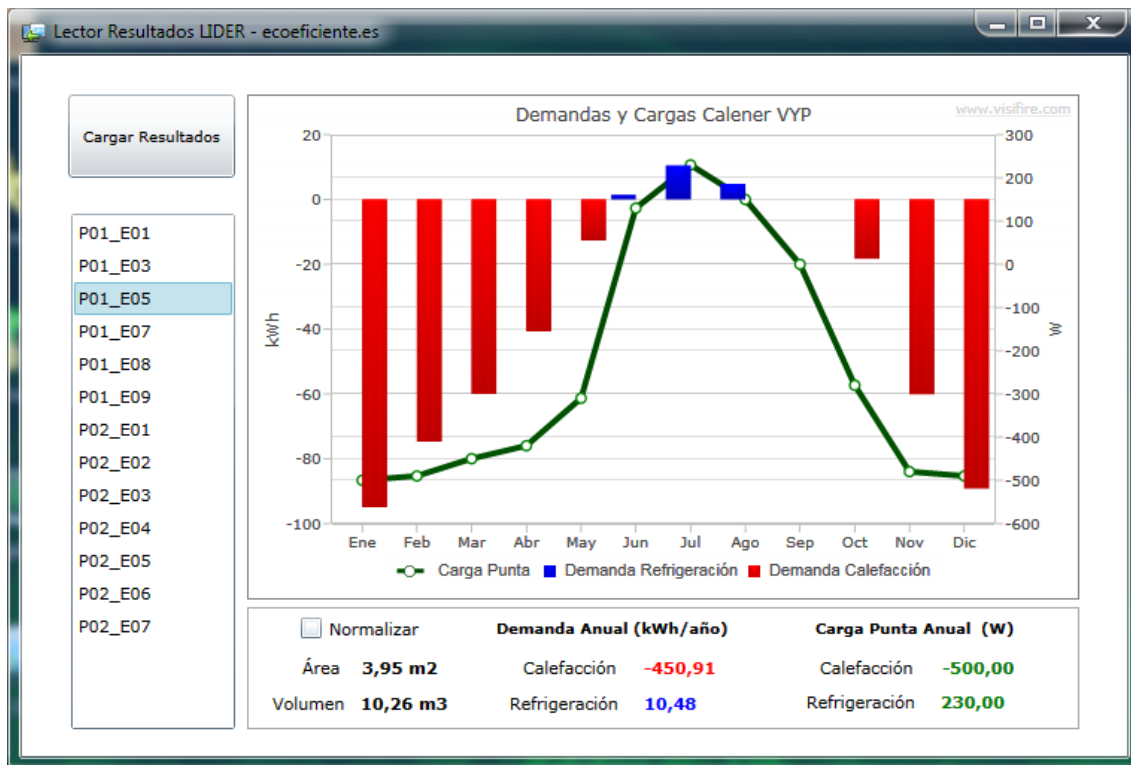 Lector Resultados LIDER - ecoeficiente.es
Cargar Resultados
P01_E01
P01_E03
P01_E05
P01_E07
P01_E08
P01_E09
P02_E01
P02_E02
P02_E03
P02_E04
P02_E05
P02_E06
P02_E07
Demandas y Cargas Calener VYP
www.visifire.com
kWh
20
0
-20
-40
-60
-80
-100
300
200
100
0
-100
-200
-300
-400
-500
-600
W
Ene Feb Mar Abr May Jun Jul Ago Sep Oct Nov Dic
Carga Punta Demanda Refrigeración Demanda Calefacción
Normalizar Demanda Anual (kWh/año) Carga Punta Anual (W)
Área 3,95 m2 Calefacción -450,91 Calefacción -500,00
Volumen 10,26 m3 Refrigeración 10,48 Refrigeración 230,00